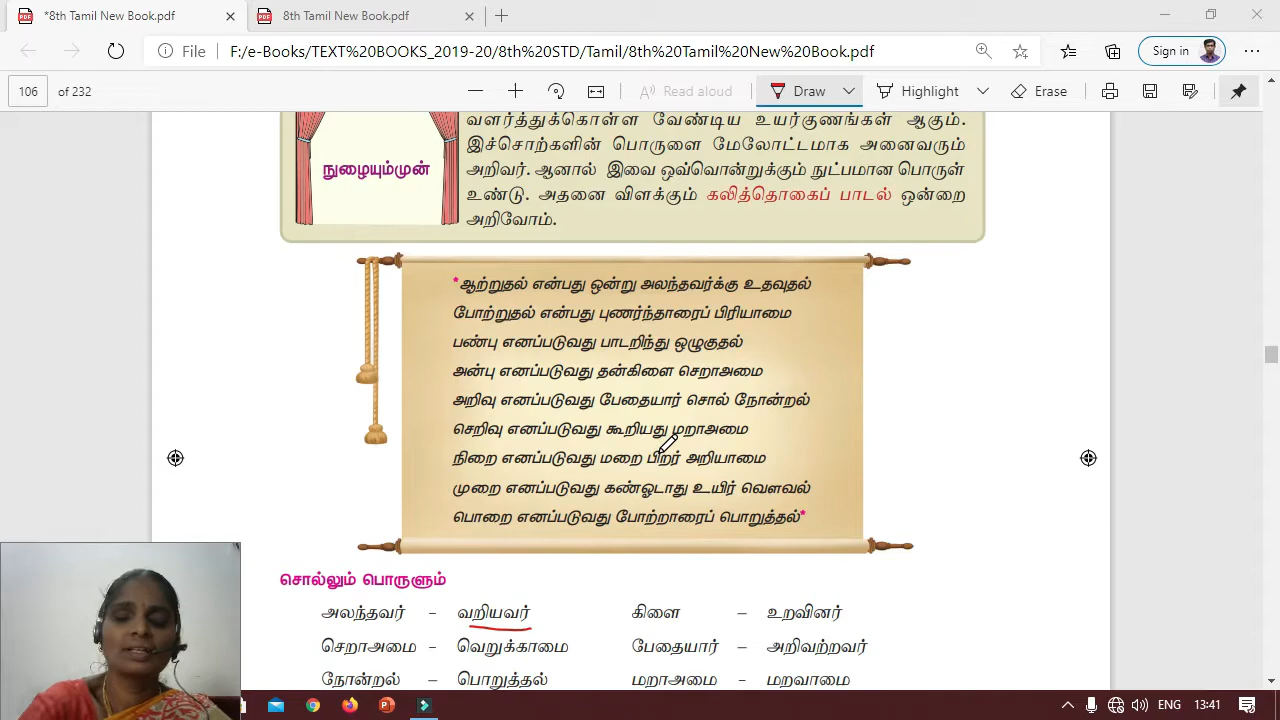 *8th Tamil New Book.pdf
8th Tamil New Book.pdf
File F:/e-Books/TEXT%20BOOKS_2019-20/8th%20STD/Tamil/8th%20Tamil%20New%20Book.pdf
Sign in
106 of 232
Read aloud
Draw
Highlight
Erase
வளர்த்துக்கொள்ள வேண்டிய உயர்குணங்கள் ஆகும்.
இச்சொற்களின் பொருளை மேலோட்டமாக அனைவரும்
நுழையும்முன்
அறிவர். ஆனால் இவை ஒவ்வொன்றுக்கும் நுட்பமான பொருள்
உண்டு. அதனை விளக்கும் கலித்தொகைப் பாடல் ஒன்றை
அறிவோம்.
*ஆற்றுதல் என்பது ஒன்று அலந்தவர்க்கு உதவுதல்
போற்றுதல் என்பது புணர்ந்தாரைப் பிரியாமை
பண்பு எனப்படுவது பாடறிந்து ஒழுகுதல்
அன்பு எனப்படுவது தன்கிளை செறாஅமை
அறிவு எனப்படுவது பேதையார் சொல் நோன்றல்
செறிவு எனப்படுவது கூறியது மறாஅமை
நிறை எனப்படுவது மறை பிறர் அறியாமை
முறை எனப்படுவது கண்ஓடாது உயிர் வௌவல்
பொறை எனப்படுவது போற்றாரைப் பொறுத்தல்*
சொல்லும் பொருளும்
அலந்தவர் - வறியவர் கிளை – உறவினர்
செறாஅமை - வெறுக்காமை பேதையார் – அறிவற்றவர்
நோன்றல் – பொறுத்தல் மறாஅமை - மறவாமை
ENG 13:41